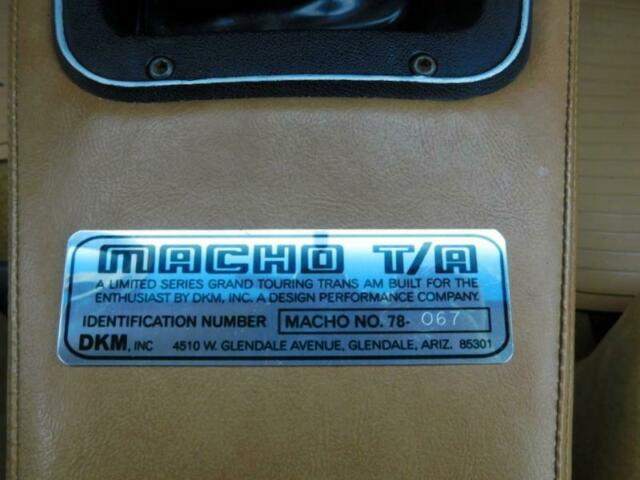 MACHO T/A
A LIMITED SERIES GRAND TOURING TRANS AM BUILT FOR THE
ENTHUSIAST BY DKM, INC. A DESIGN PERFORMANCE COMPANY.
IDENTIFICATION NUMBER MACHO NO. 78- 067
DKM, INC 4510 W. GLENDALE AVENUE, GLENDALE, ARIZ. 85301